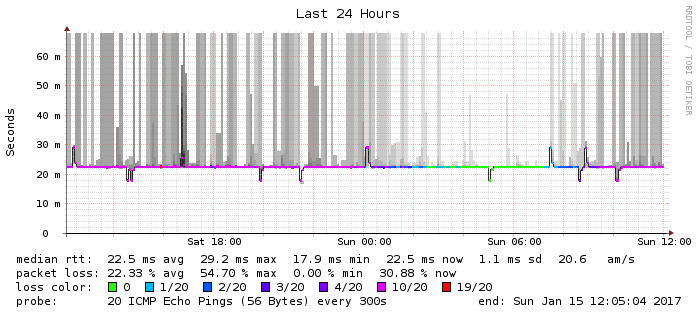 Last 24 Hours
RRDTOOL / TOBI OETIKER
Seconds
60 m
50 m
40 m
30 m
20 m
10 m
0
Sat 18:00 Sun 00:00 Sun 06:00 Sun 12:00
median rtt: 22.5 ms avg 29.2 ms max 17.9 ms min 22.5 ms now 1.1 ms sd 20.6 am/s
packet loss: 22.33 % avg 54.70 % max 0.00 % min 30.88 % now
loss color: 0 1/20 2/20 3/20 4/20 10/20 19/20
probe: 20 ICMP Echo Pings (56 Bytes) every 300s end: Sun Jan 15 12:05:04 2017